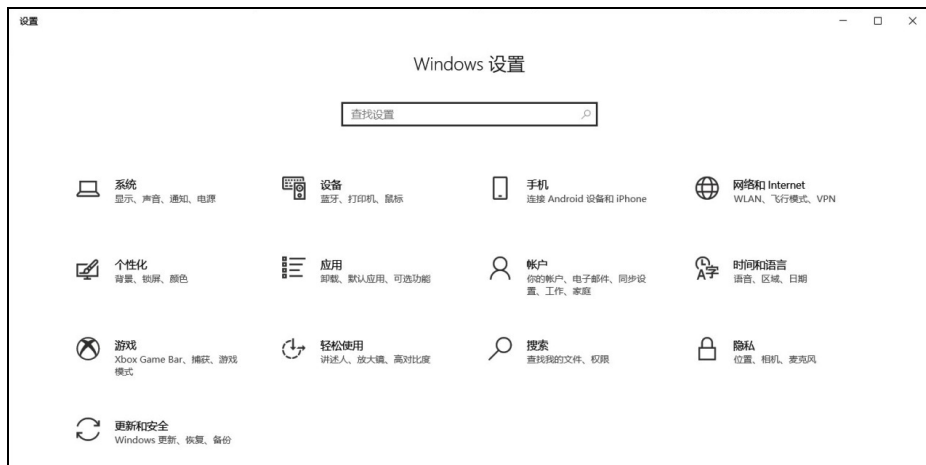 设置
Windows 设置
查找设置
系统
显示、声音、通知、电源
设备
蓝牙、打印机、鼠标
手机
连接 Android 设备和 iPhone
网络和 Internet
WLAN、飞行模式、VPN
个性化
背景、锁屏、颜色
应用
卸载、默认应用、可选功能
帐户
你的帐户、电子邮件、同步设
置、工作、家庭
时间和语言
语音、区域、日期
游戏
Xbox Game Bar、捕获、游戏
模式
轻松使用
讲述人、放大镜、高对比度
搜索
查找我的文件、权限
隐私
位置、相机、麦克风
更新和安全
Windows 更新、恢复、备份